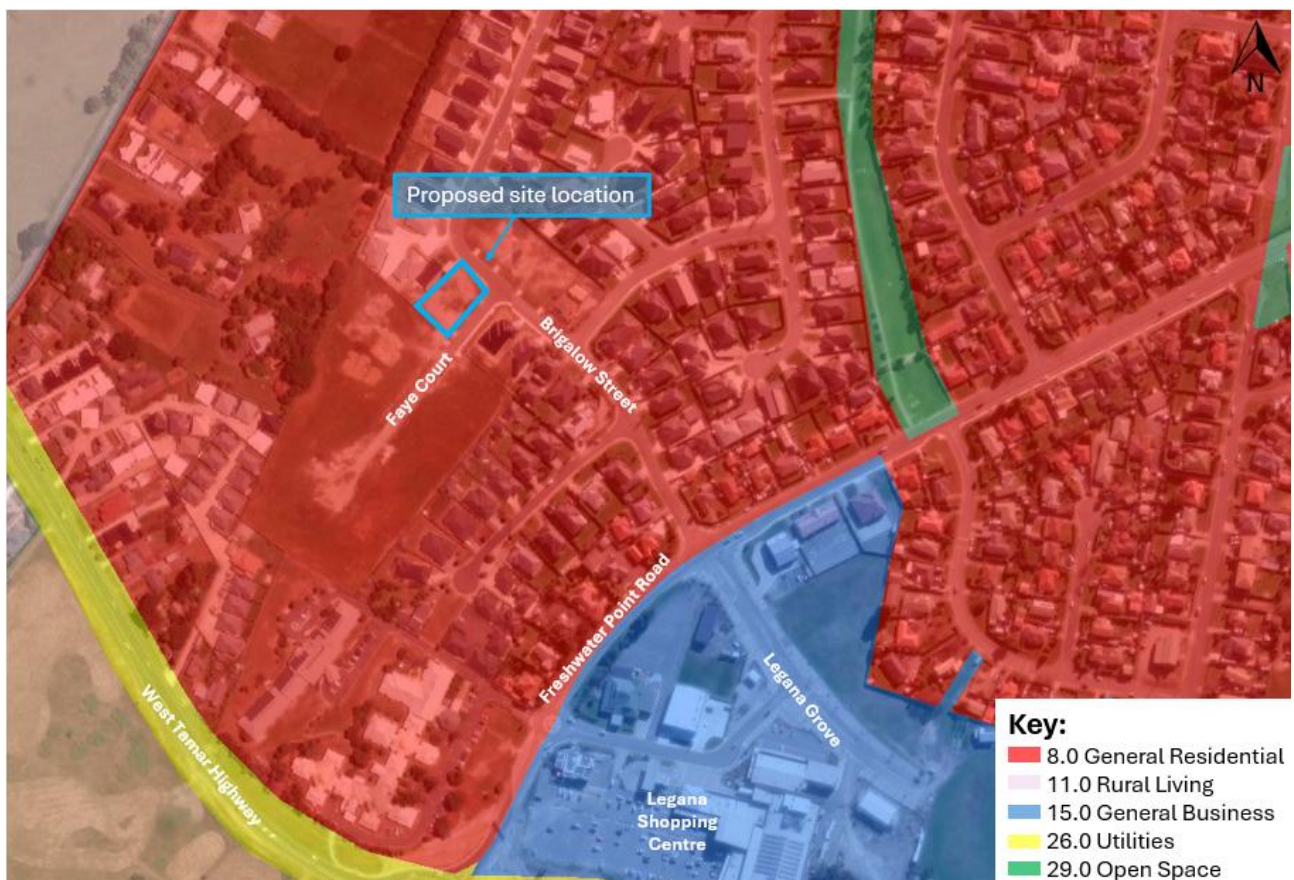 N
Proposed site location
Brigalow Street
Faye Court
Freshwater Point Road
Legana Grove
West Tamar Highway
Legana
Shopping
Centre
Key:
8.0 General Residential
11.0 Rural Living
15.0 General Business
26.0 Utilities
29.0 Open Space